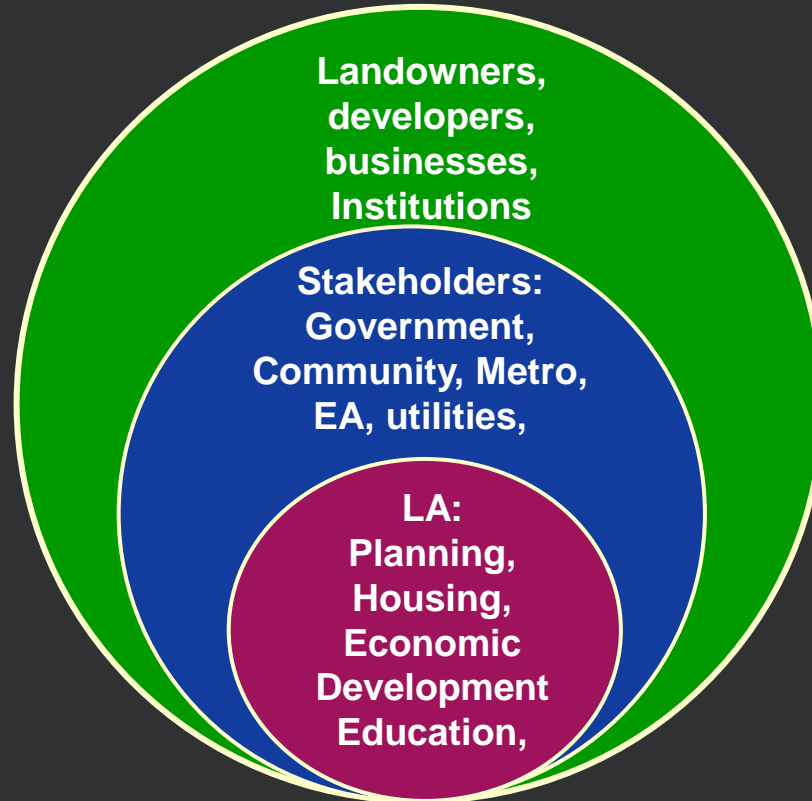 Landowners,
developers,
businesses,
Institutions
Stakeholders:
Government,
Community, Metro,
EA, utilities,
LA:
Planning,
Housing,
Economic
Development
Education,